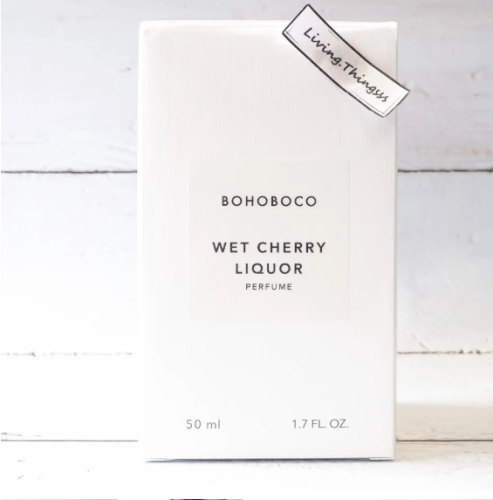 Living.Thingsss
BOHOBOCO
WET CHERRY
LIQUOR
PERFUME
50 ml 1.7 FL. OZ.